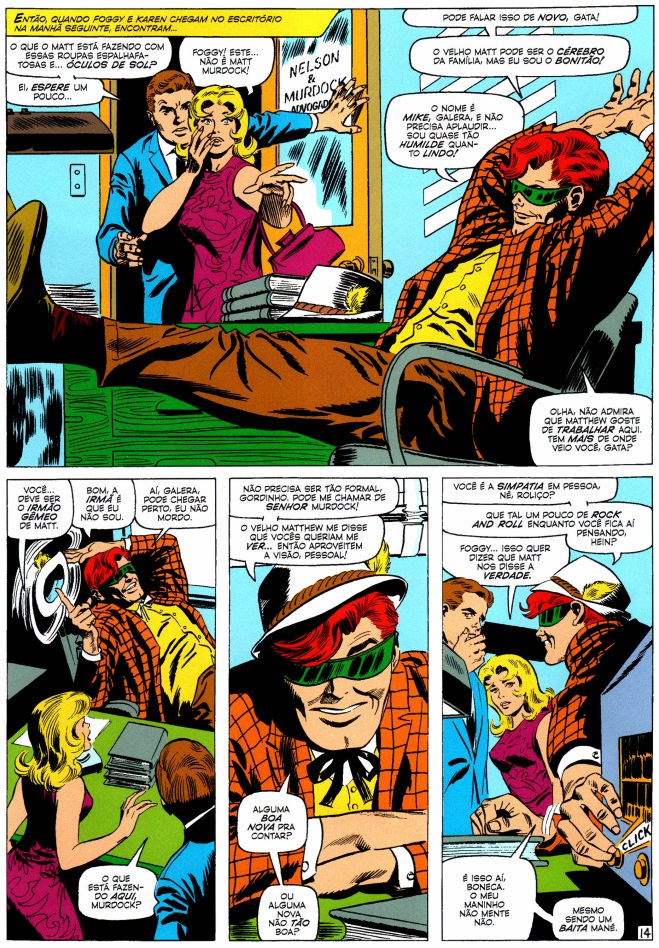 ENTÃO, QUANDO FOGGY E KAREN CHEGAM NO ESCRITÓRIO
NA MANHÃ SEGUINTE, ENCONTRAM...
O QUE O MATT ESTÁ FAZENDO COM
ESSAS ROUPAS ESPALHAFA-
TOSAS E... ÓCULOS DE SOL?
EI, ESPERE UM
POUCO...
FOGGY! ESTE...
NÃO É MATT
MURDOCK!
NELSON
&
MURDOCK
ADVOGAD
PODE FALAR ISSO DE NOVO, GATA!
O VELHO MATT PODE SER O CÉREBRO
DA FAMÍLIA, MAS EU SOU O BONITÃO!
O NOME É
MIKE, GALERA, E NÃO
PRECISA APLAUDIR...
SOU QUASE TÃO
HUMILDE QUAN-
TO LINDO!
OLHA, NÃO ADMIRA
QUE MATTHEW GOSTE
DE TRABALHAR AQUI.
TEM MAIS DE ONDE
VEIO VOCÊ, GATA?
VOCÊ...
DEVE SER
O IRMÃO
GÊMEO
DE MATT.
BOM, A
IRMÃ É
QUE EU
NÃO SOU.
AÍ, GALERA,
PODE CHEGAR
PERTO, EU NÃO
MORDO.
O QUE
ESTÁ FAZEN-
DO AQUI,
MURDOCK?
NÃO PRECISA SER TÃO FORMAL,
GORDINHO. PODE ME CHAMAR DE
SENHOR MURDOCK!
O VELHO MATTHEW ME DISSE
QUE VOCÊS QUERIAM ME
VER... ENTÃO APROVEITEM
A VISÃO, PESSOAL!
ALGUMA
BOA
NOVA PRA
CONTAR?
OU
ALGUMA
NOVA
NÃO TÃO
BOA?
VOCÊ É A SIMPATIA EM PESSOA,
NÉ, ROLIÇO?
QUE TAL UM POUCO DE ROCK
AND ROLL ENQUANTO VOCÊ FICA AÍ
PENSANDO,
HEIN?
FOGGY... ISSO QUER
DIZER QUE MATT
NOS DISSE A
VERDADE.
CLICK
É ISSO AÍ,
BONECA.
O MEU
MANINHO
NÃO MENTE
NÃO.
MESMO
SENDO UM
BAITA MANÉ.
14